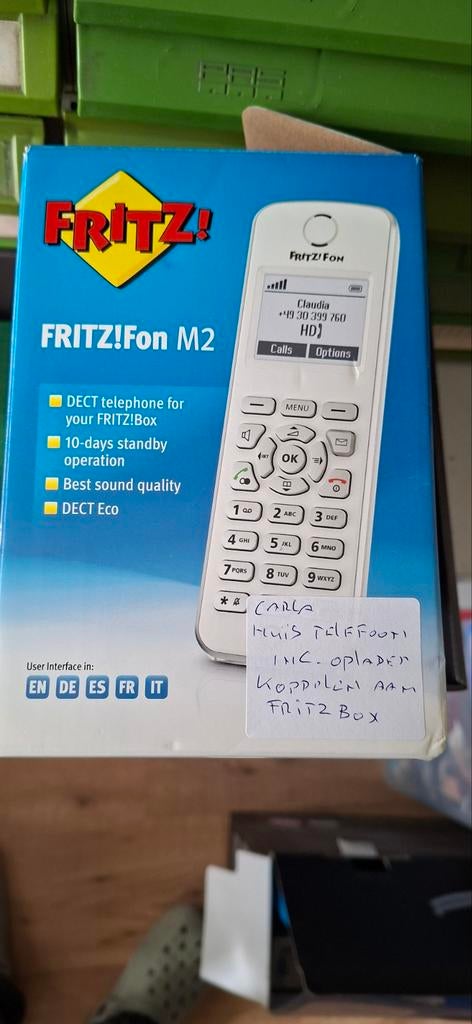 FRITZ!
FRITZ!Fon M2
DECT telephone for
your FRITZ!Box
10-days standby
operation
Best sound quality
DECT Eco
User Interface in:
EN DE ES FR IT
FRITZ!FON
Claudia
+49 30 399 760
HD
Calls Options
MENU
INT
OK
1 2 ABC 3 DEF
4 GHI 5 JKL 6 MNO
7 PQRS 8 TUV 9 WXYZ
*
CARLA
HUIS TELEFOON
INC. OPLADER
KOPPELEN AAN
FRITZ BOX